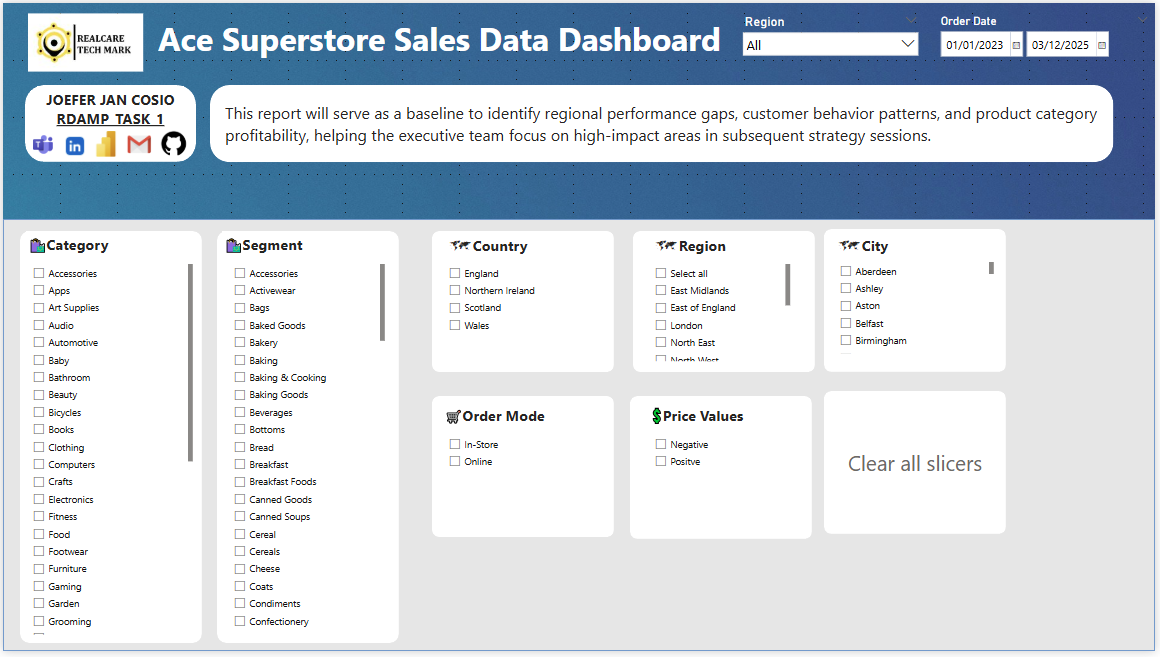 REALCARE
TECH MARK
Ace Superstore Sales Data Dashboard
Region
All
Order Date
01/01/2023
03/12/2025
JOEFER JAN COSIO
RDAMP_TASK_1
This report will serve as a baseline to identify regional performance gaps, customer behavior patterns, and product category
profitability, helping the executive team focus on high-impact areas in subsequent strategy sessions.
Category
Accessories
Apps
Art Supplies
Audio
Automotive
Baby
Bathroom
Beauty
Bicycles
Books
Clothing
Computers
Crafts
Electronics
Fitness
Food
Footwear
Furniture
Gaming
Garden
Grooming
Segment
Accessories
Activewear
Bags
Baked Goods
Bakery
Baking
Baking & Cooking
Baking Goods
Beverages
Bottoms
Bread
Breakfast
Breakfast Foods
Canned Goods
Canned Soups
Cereal
Cereals
Cheese
Coats
Condiments
Confectionery
Country
England
Northern Ireland
Scotland
Wales
Region
Select all
East Midlands
East of England
London
North East
North West
City
Aberdeen
Ashley
Aston
Belfast
Birmingham
Order Mode
In-Store
Online
Price Values
Negative
Positve
Clear all slicers